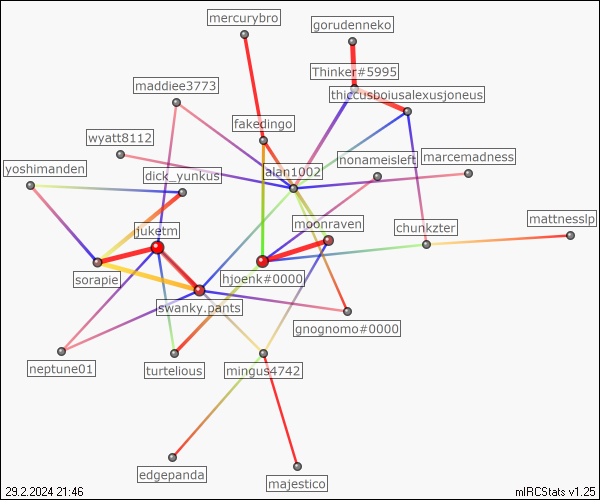 mercurybro
gorudenneko
Thinker#5995
maddiee3773
thiccusboiusalexusjoneus
fakedingo
wyatt8112
nonameisleft
marcemadness
yoshimanden
dick_yunkus
alan1002
mattnesslp
moonraven
chunkzter
juketm
sorapie
hjoenk#0000
swanky.pants
gnognomo#0000
neptune01
turtelious
mingus4742
edgepanda
majestico
29.2.2024 21:46
mIRCStats v1.25